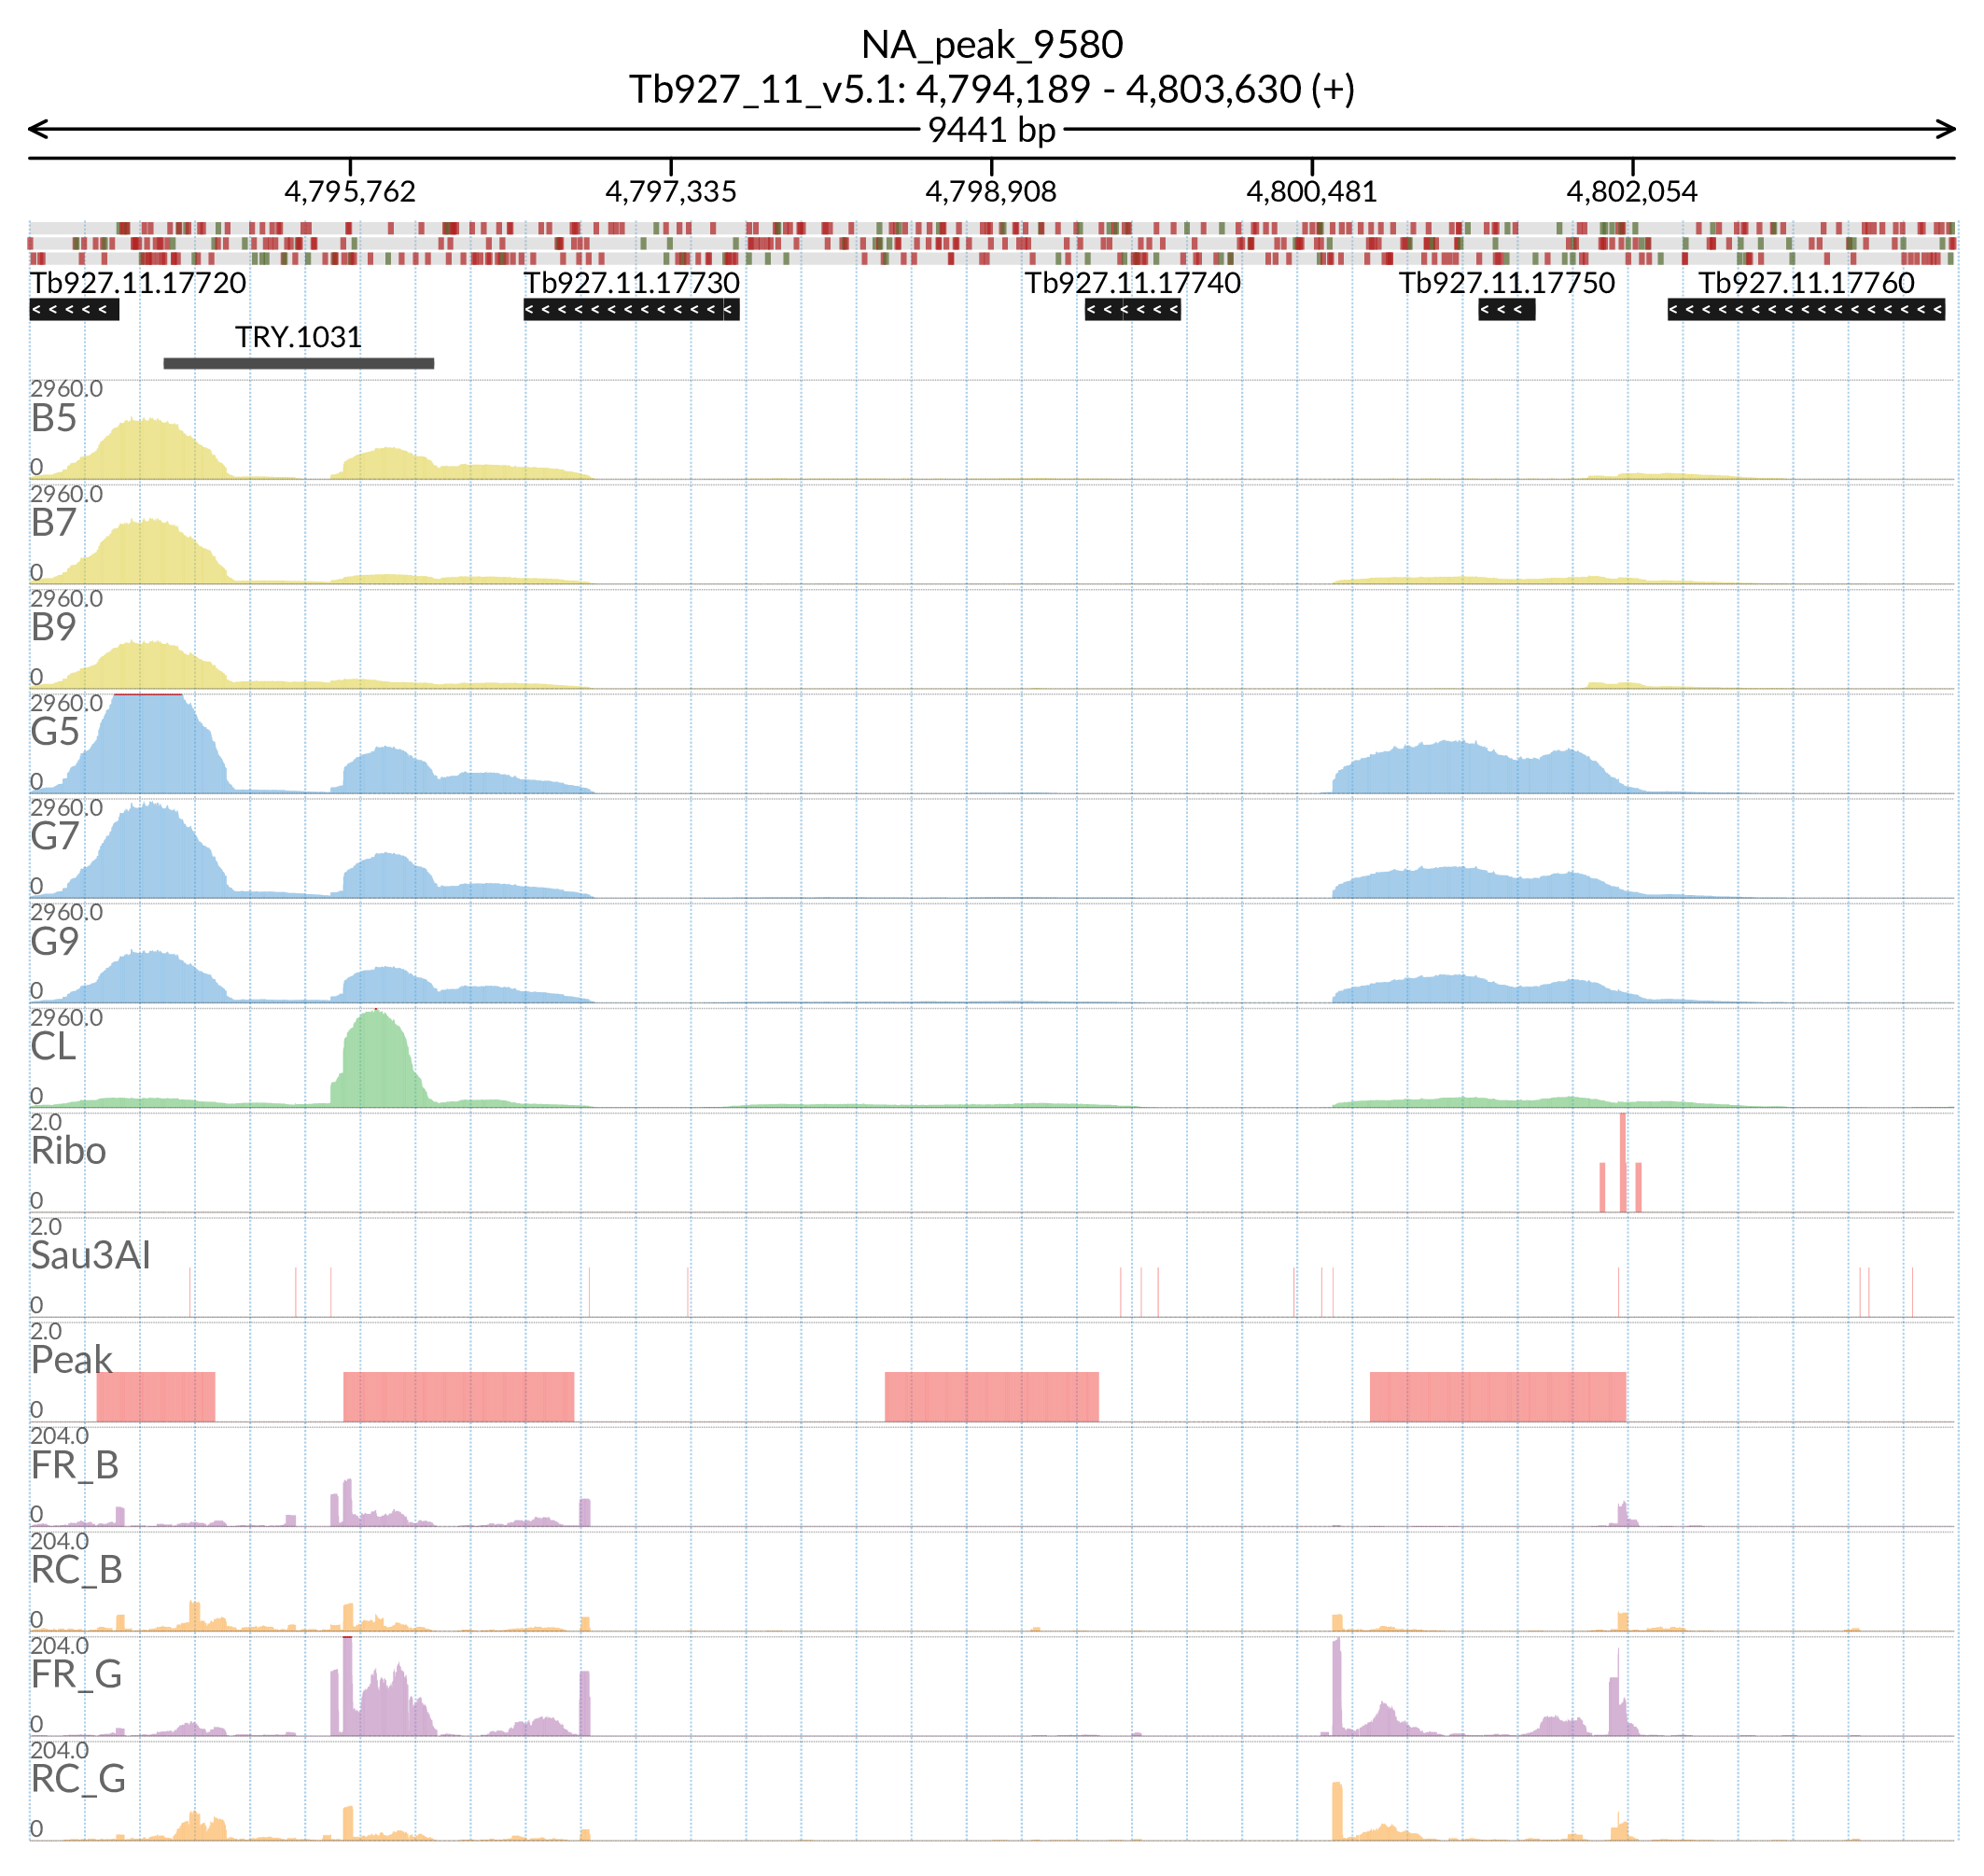 NA_peak_9580
Tb927_11_v5.1: 4,794,189 - 4,803,630 (+)
9441 bp
4,795,762 4,797,335 4,798,908 4,800,481 4,802,054
Tb927.11.17720 Tb927.11.17730 Tb927.11.17740 Tb927.11.17750 Tb927.11.17760
TRY.1031
2960.0
B5
0
2960.0
B7
0
2960.0
B9
0
2960.0
G5
0
2960.0
G7
0
2960.0
G9
0
2960.0
CL
0
2.0
Ribo
0
2.0
Sau3AI
0
2.0
Peak
0
204.0
FR_B
0
204.0
RC_B
0
204.0
FR_G
0
204.0
RC_G
0